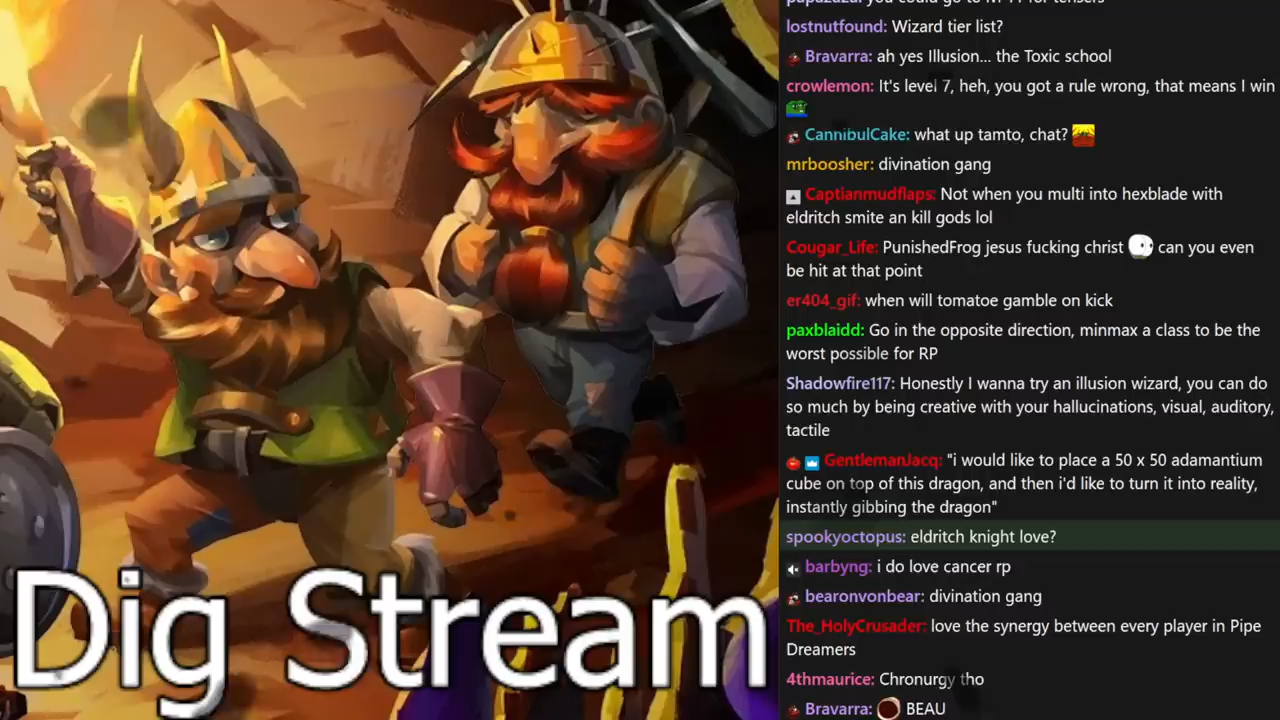 Dig Stream
you could go to
lostnutfound: Wizard tier list?
Bravarra: ah yes Illusion... the Toxic school
crowlemon: It's level 7, heh, you got a rule wrong, that means I win
CannibulCake: what up tamto, chat?
mrboosher: divination gang
Captianmudflaps: Not when you multi into hexblade with
eldritch smite an kill gods lol
Cougar_Life: PunishedFrog jesus fucking christ can you even
be hit at that point
er404_gif: when will tomatoe gamble on kick
paxblaidd: Go in the opposite direction, minmax a class to be the
worst possible for RP
Shadowfire117: Honestly I wanna try an illusion wizard, you can do
so much by being creative with your hallucinations, visual, auditory,
tactile
GentlemanJacq: "i would like to place a 50 x 50 adamantium
cube on top of this dragon, and then i'd like to turn it into reality,
instantly gibbing the dragon"
spookyoctopus: eldritch knight love?
barbyng: i do love cancer rp
bearonvonbear: divination gang
The_HolyCrusader: love the synergy between every player in Pipe
Dreamers
4thmaurice: Chronurgy tho
Bravarra: BEAU